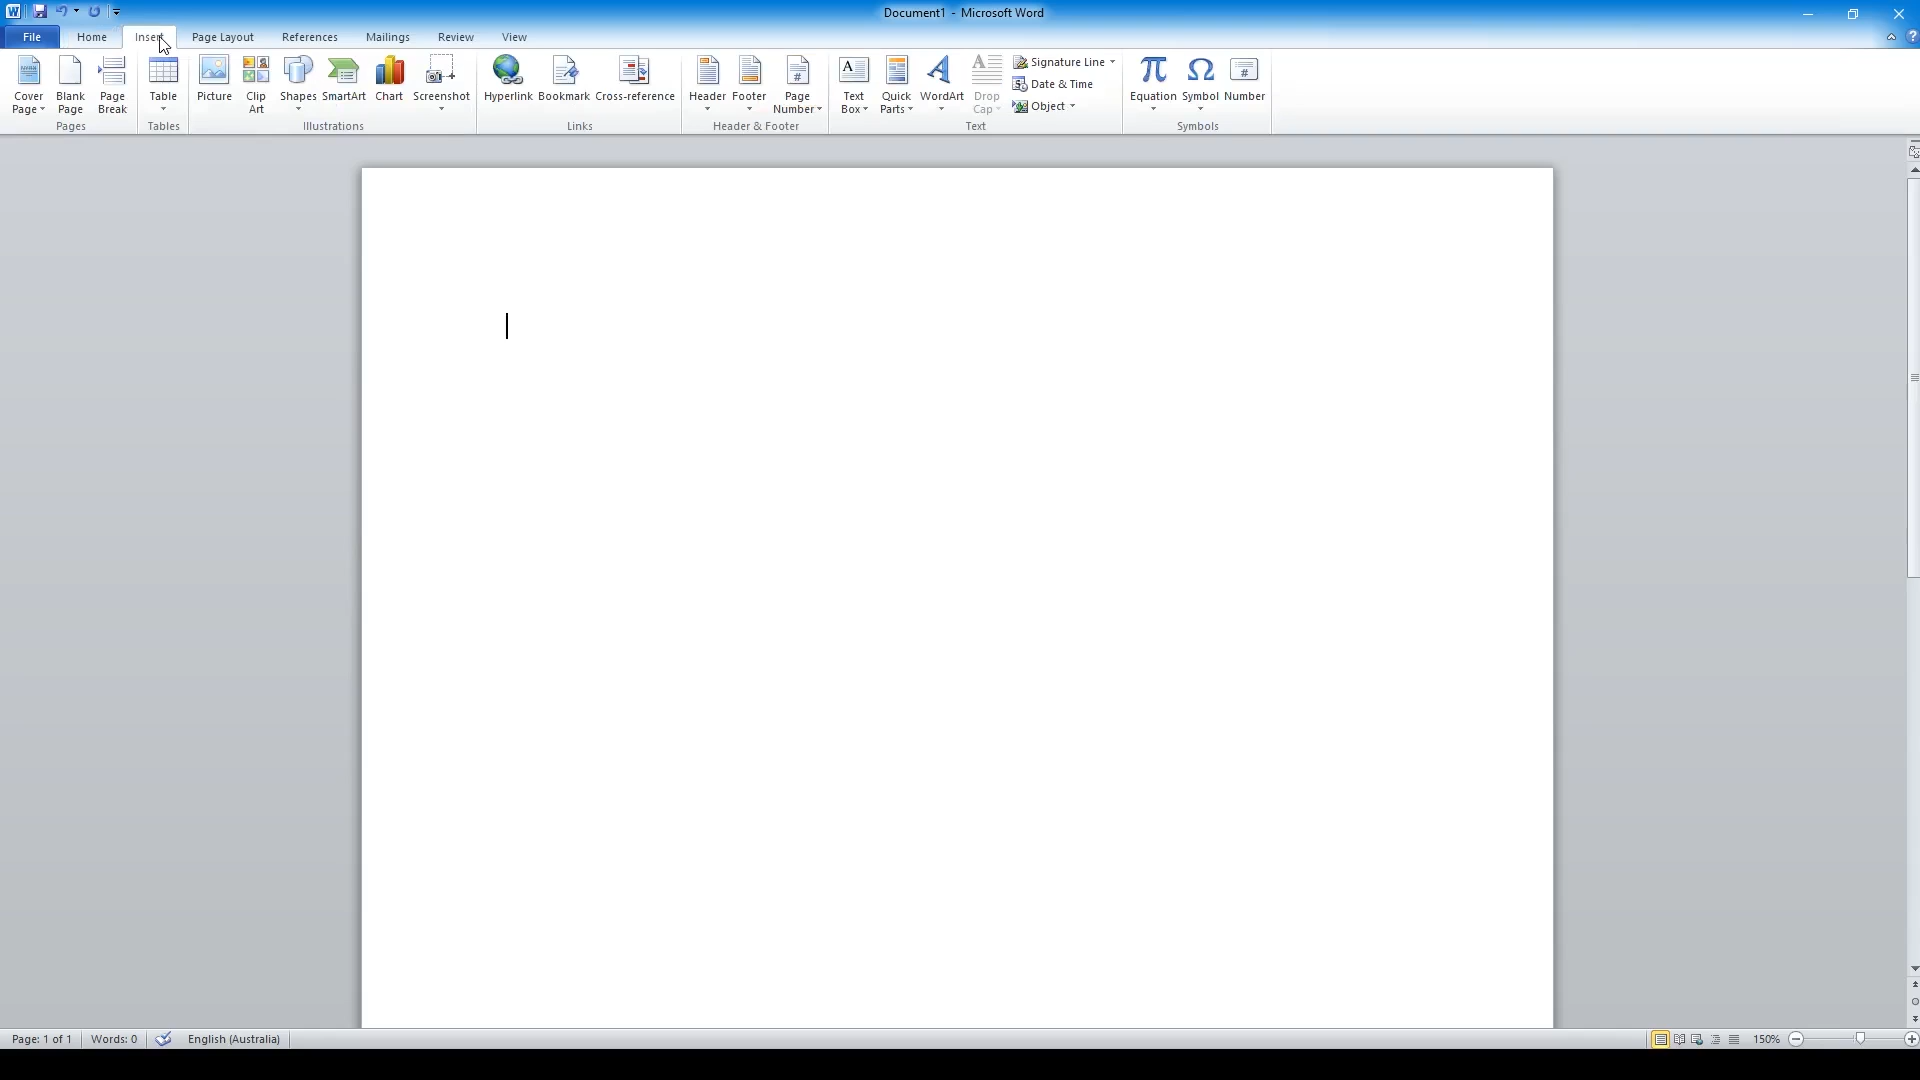 Document1 - Microsoft Word
File Home Insert Page Layout References Mailings Review View
Cover Page
Blank Page
Page Break
Pages
Table
Tables
Picture
Clip Art
Shapes
SmartArt
Chart
Screenshot
Illustrations
Hyperlink
Bookmark
Cross-reference
Links
Header
Footer
Page Number
Header & Footer
Text Box
Quick Parts
WordArt
Drop Cap
Signature Line
Date & Time
Object
Text
Equation
Symbol
Number
Symbols
Page: 1 of 1 Words: 0 English (Australia) 150%